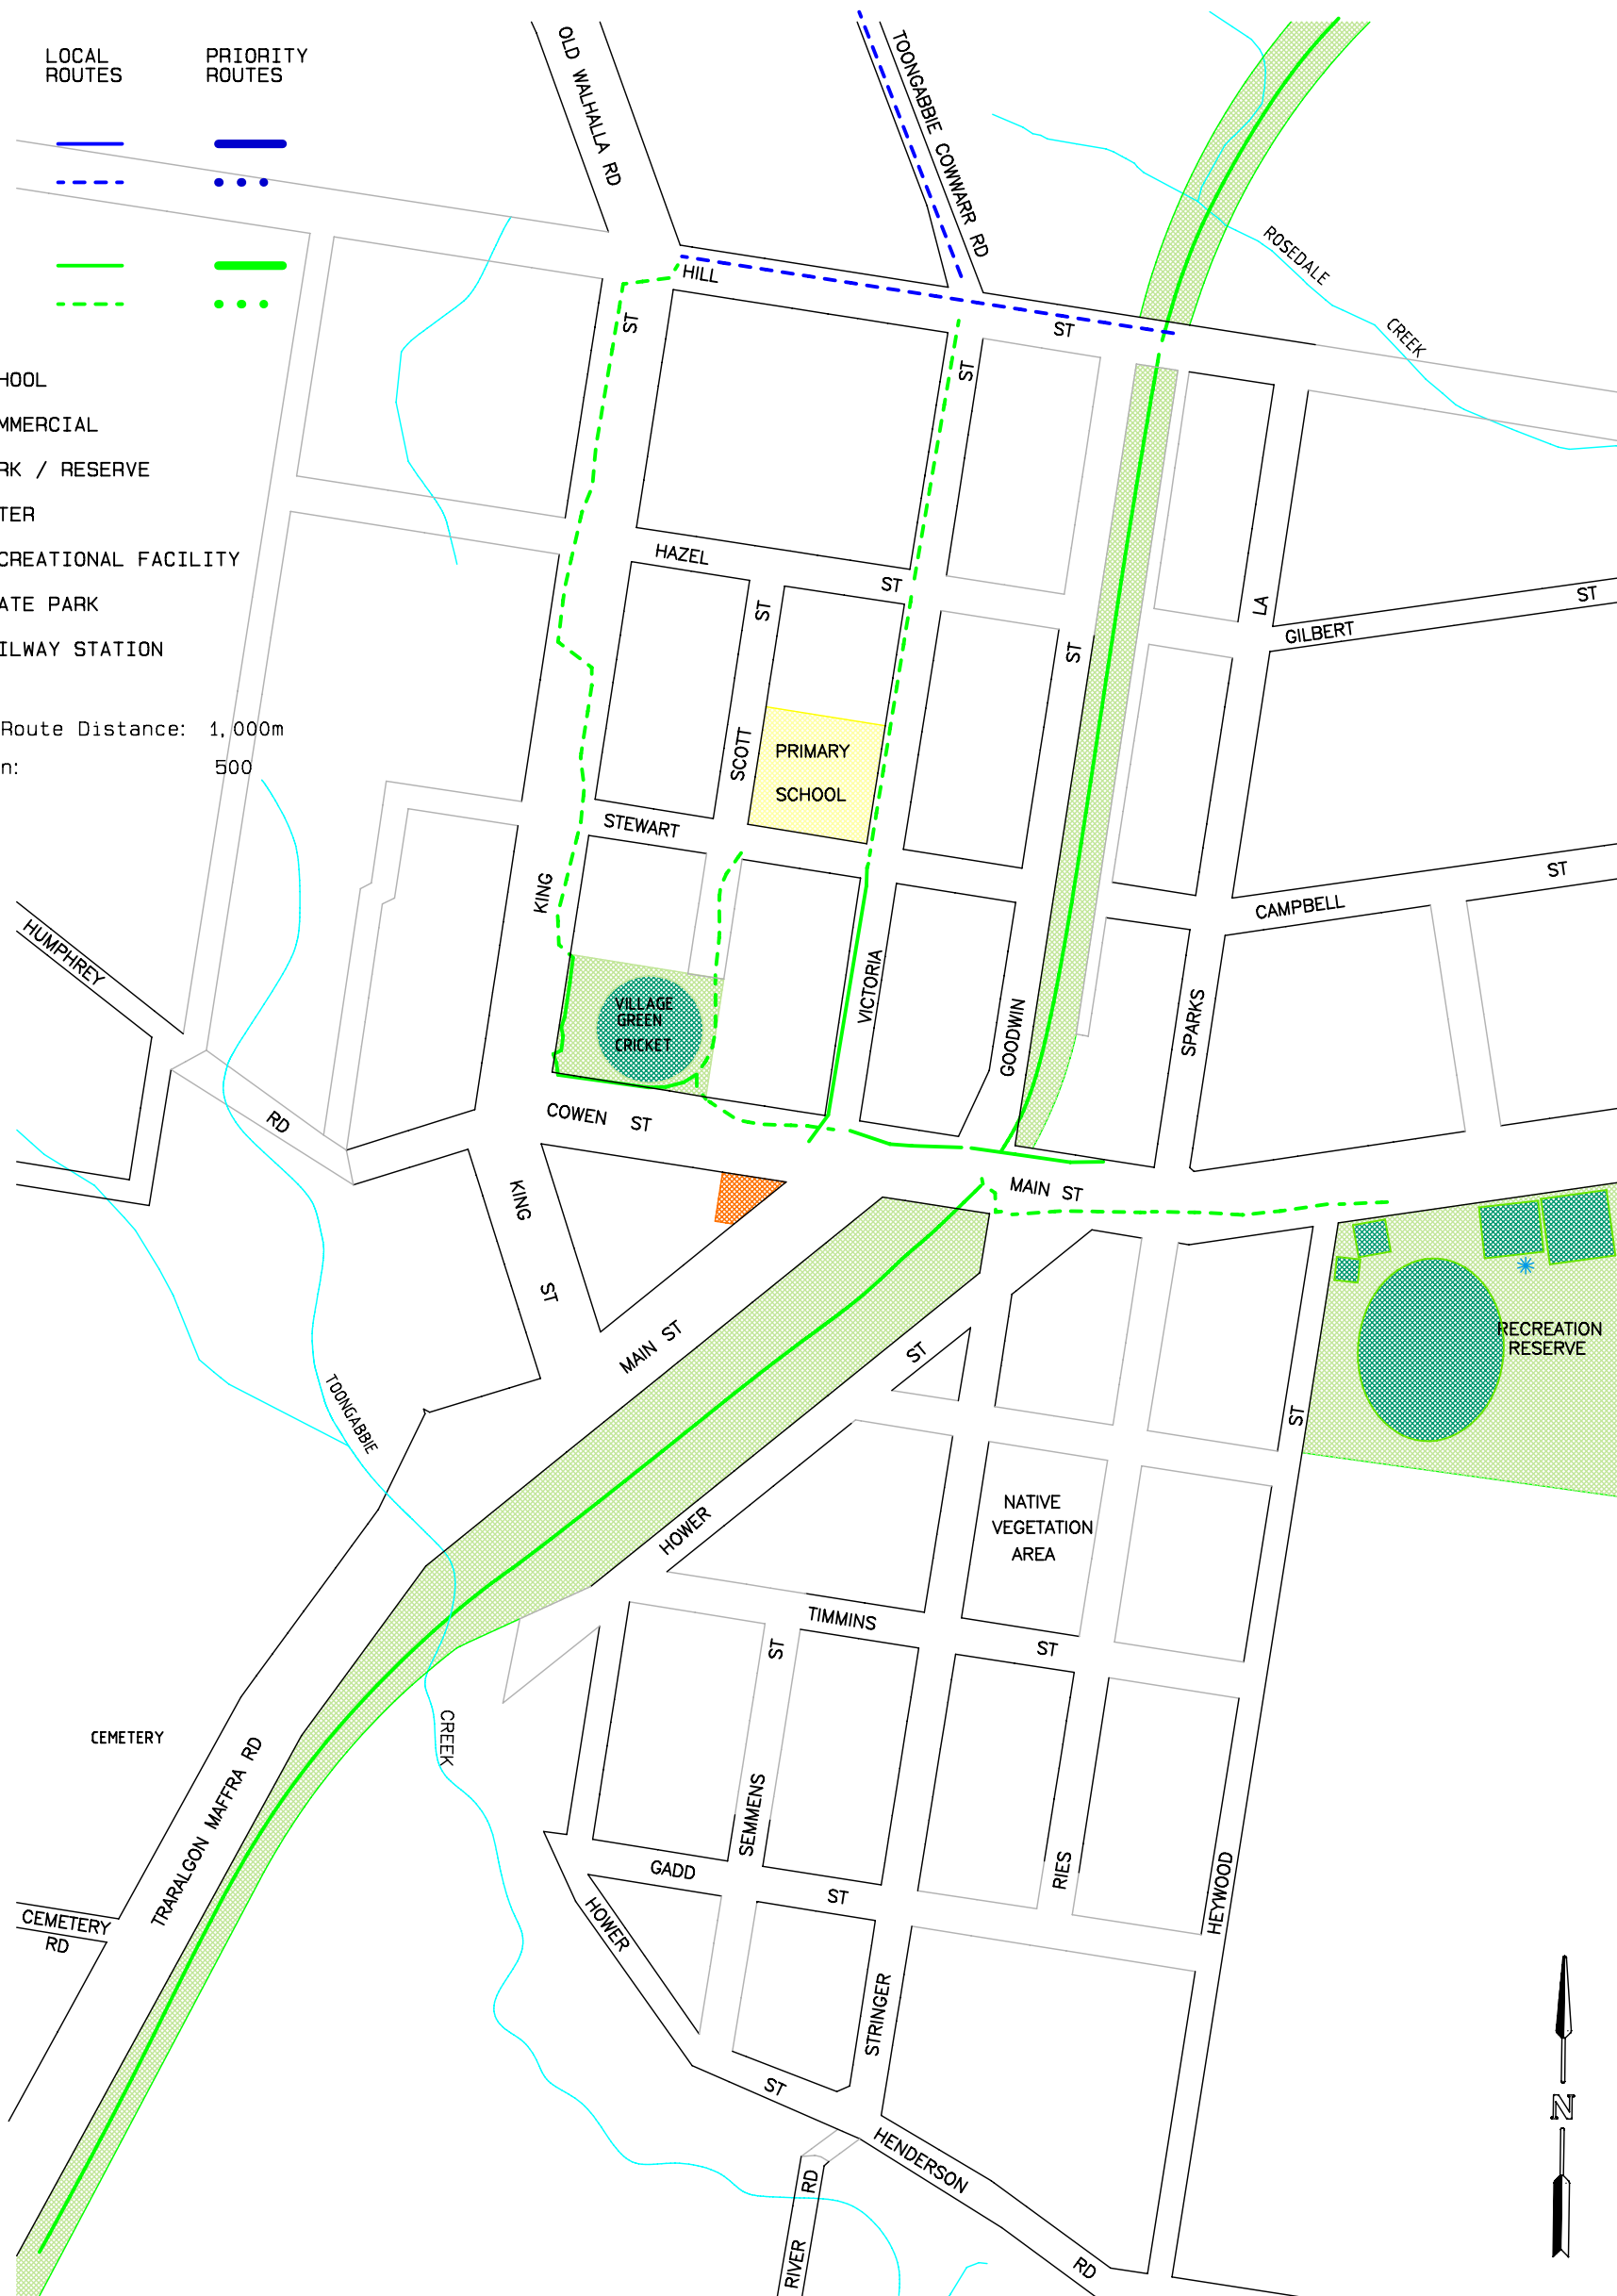 LOCAL
ROUTES
PRIORITY
ROUTES
HOOL
MMERCIAL
RK / RESERVE
TER
CREATIONAL FACILITY
ATE PARK
ILWAY STATION
Route Distance: 1,000m
n: 500
OLD WALHALLA RD
TOONGABBIE COWWARR RD
ROSEDALE
CREEK
HILL
ST
ST
ST
HAZEL
ST
ST
LA
GILBERT
ST
ST
SCOTT
PRIMARY
SCHOOL
STEWART
KING
CAMPBELL
ST
HUMPHREY
RD
VILLAGE
GREEN
CRICKET
VICTORIA
GOODWIN
SPARKS
COWEN ST
MAIN ST
KING
ST
MAIN ST
ST
RECREATION
RESERVE
TOONGABBIE
ST
HOWER
NATIVE
VEGETATION
AREA
TIMMINS
ST
ST
CREEK
CEMETERY
TRARALGON MAFFRA RD
SEMMENS
GADD
ST
RIES
HEYWOOD
CEMETERY
RD
HOWER
STRINGER
ST
HENDERSON
RD
RIVER
RD
N